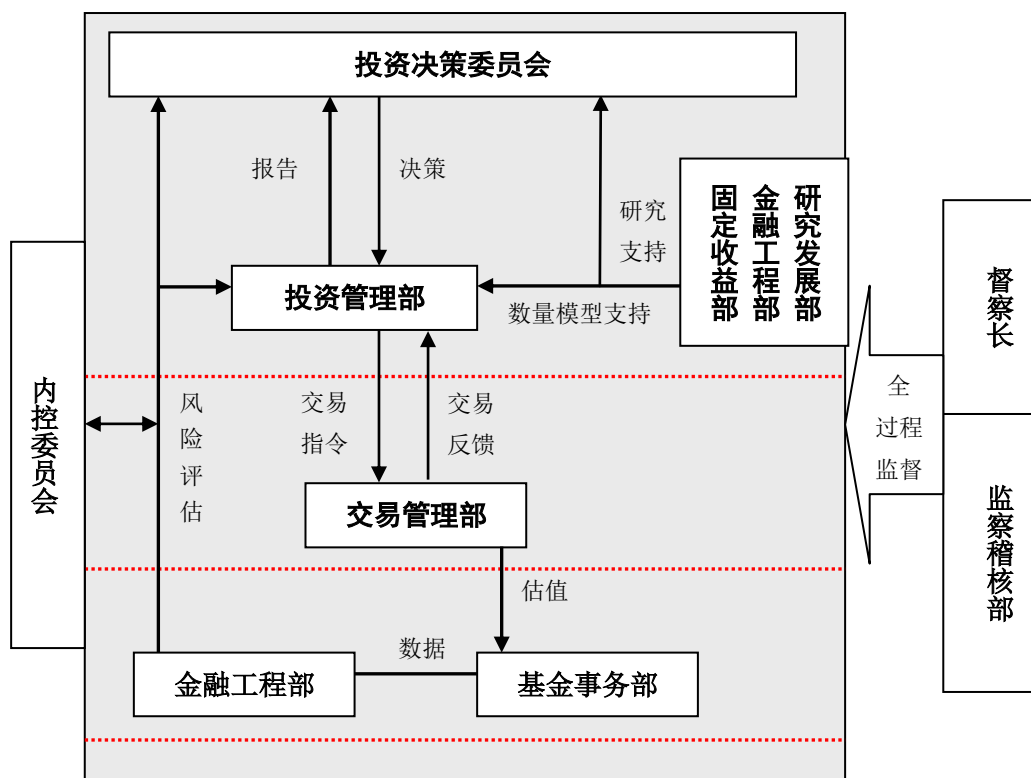 投资决策委员会
报告
决策
研究
支持
研究发展部
金融工程部
固定收益部
投资管理部
数量模型支持
督察长
内控委员会
风险评估
交易
指令
交易
反馈
全
过程
监督
交易管理部
监察稽核部
估值
数据
金融工程部
基金事务部